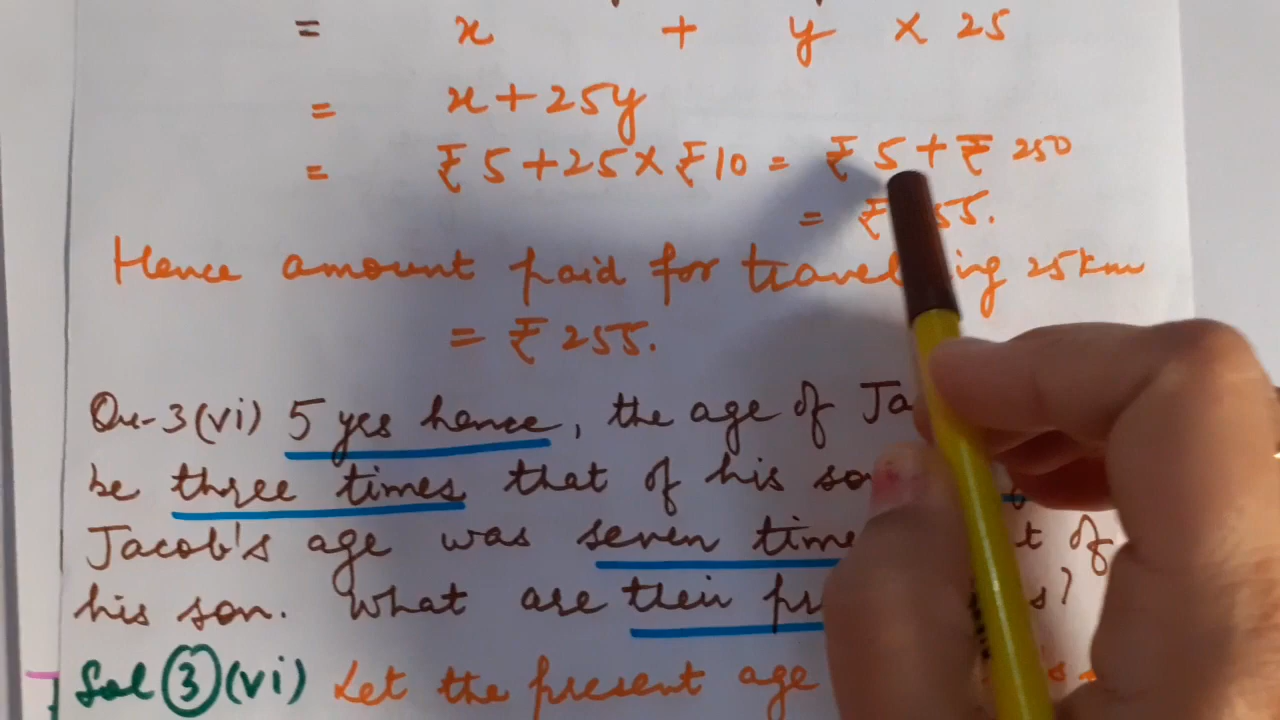 = x + y × 25
= x+25y
= ₹5+25×₹10 = ₹5+₹ 250
= ₹ 55.
Hence amount paid for travel ing 25km
= ₹ 255.
Qu-3(vi) 5 yrs hence, the age of Ja
be three times that of his so
Jacob's age was seven time t of
his son. What are their pr s?
Sol 3 (vi) Let the present age 's